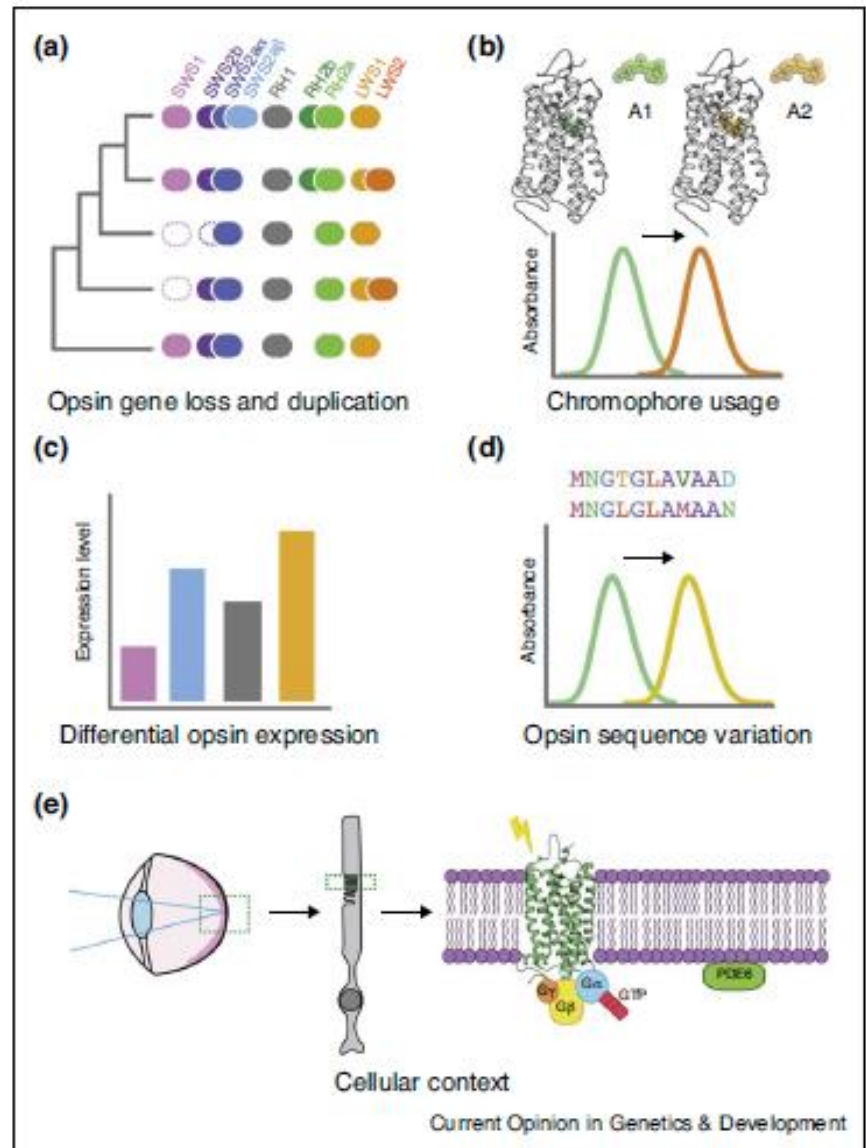 (a)
SWS1
SWS2b
SWS2aα
SWS2aβ
RH1
RH2b
RH2a
LWS1
LWS2
Opsin gene loss and duplication
(b)
A1
A2
Absorbance
Chromophore usage
(c)
Expression level
Differential opsin expression
(d)
MNGTGLAVAAD
MNGLGLAMAAN
Absorbance
Opsin sequence variation
(e)
Gγ
Gβ
Gα
GTP
PDE6
Cellular context
Current Opinion in Genetics & Development